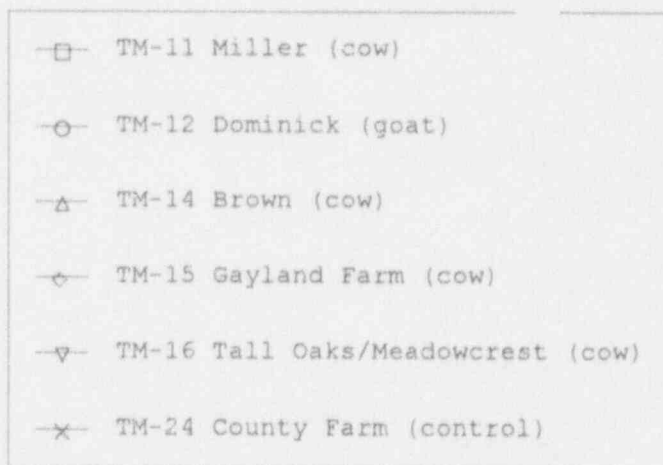 TM-11 Miller (cow)
TM-12 Dominick (goat)
TM-14 Brown (cow)
TM-15 Gayland Farm (cow)
TM-16 Tall Oaks/Meadowcrest (cow)
TM-24 County Farm (control)